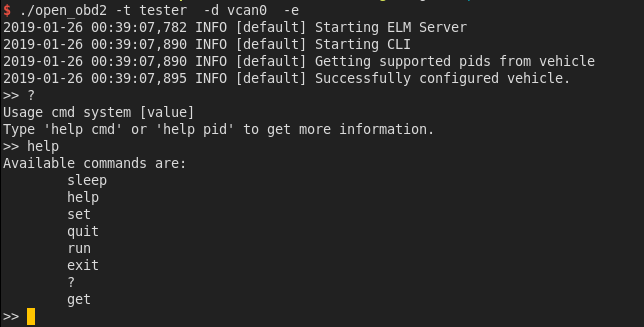 $ ./open_obd2 -t tester  -d vcan0  -e
2019-01-26 00:39:07,782 INFO [default] Starting ELM Server
2019-01-26 00:39:07,890 INFO [default] Starting CLI
2019-01-26 00:39:07,890 INFO [default] Getting supported pids from vehicle
2019-01-26 00:39:07,895 INFO [default] Successfully configured vehicle.
>> ?
Usage cmd system [value]
Type 'help cmd' or 'help pid' to get more information.
>> help
Available commands are:
        sleep
        help
        set
        quit
        run
        exit
        ?
        get
>>